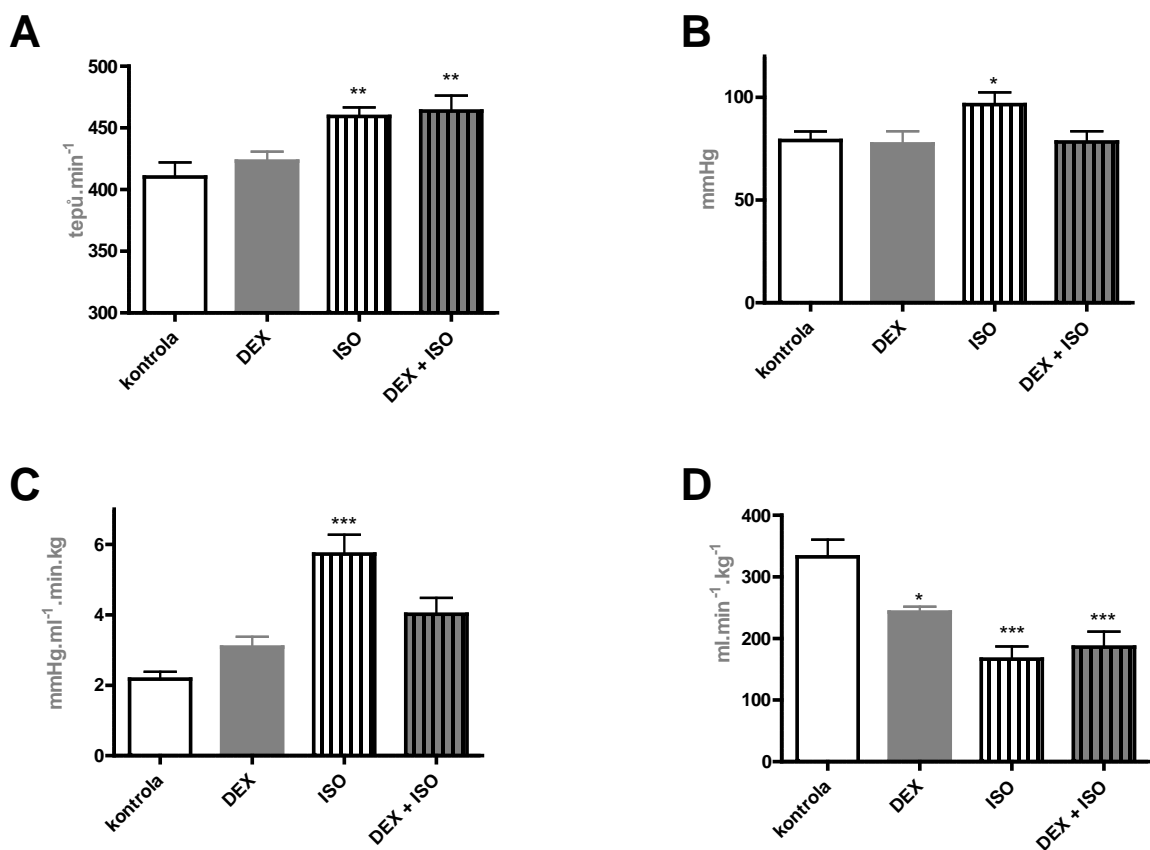 A
500
450
400
350
300
tepů.min-1
** **
kontrola DEX ISO DEX + ISO
B
100
50
0
mmHg
*
kontrola DEX ISO DEX + ISO
C
6
4
2
0
mmHg.ml-1.min.kg
***
kontrola DEX ISO DEX + ISO
D
400
300
200
100
0
ml.min-1.kg-1
* *** ***
kontrola DEX ISO DEX + ISO